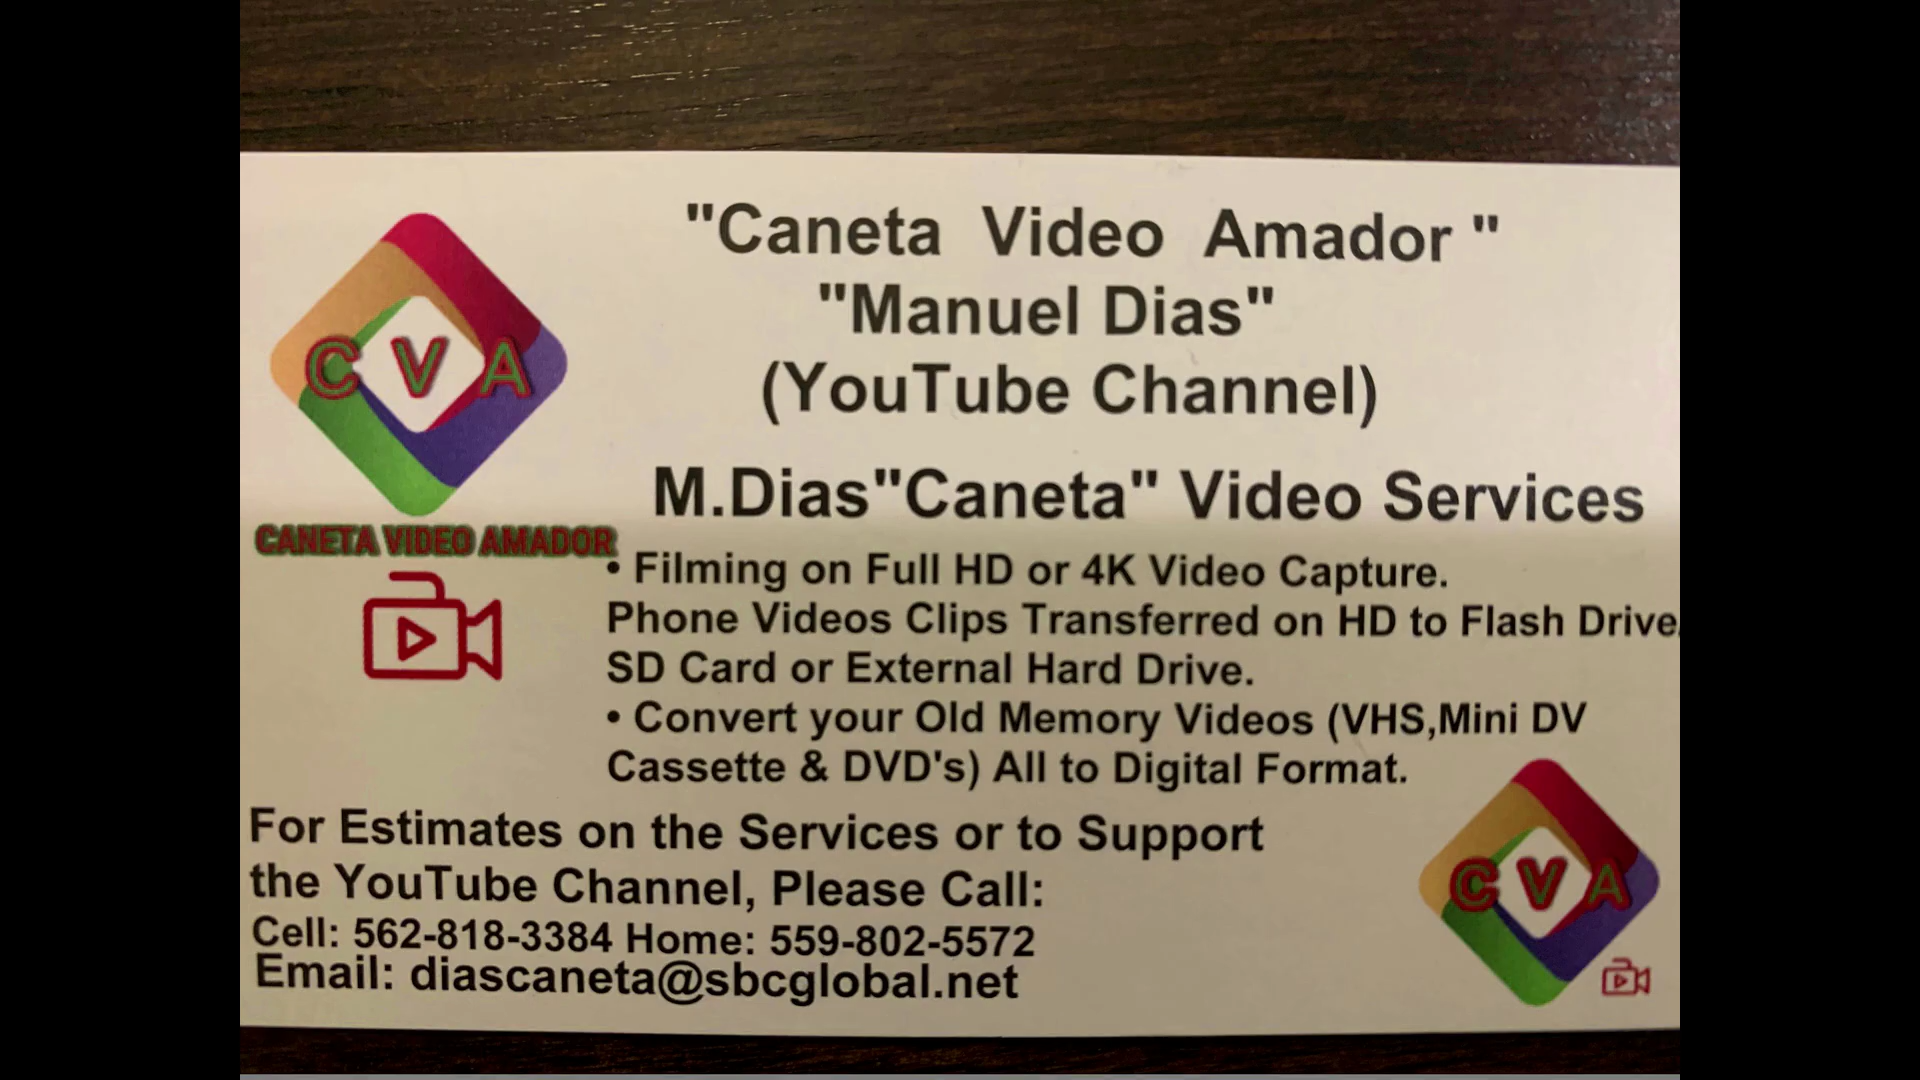 "Caneta Video Amador "
"Manuel Dias"
(YouTube Channel)
C V A
CANETA VIDEO AMADOR
M.Dias"Caneta" Video Services
• Filming on Full HD or 4K Video Capture.
Phone Videos Clips Transferred on HD to Flash Drive,
SD Card or External Hard Drive.
• Convert your Old Memory Videos (VHS,Mini DV
Cassette & DVD's) All to Digital Format.
For Estimates on the Services or to Support
the YouTube Channel, Please Call:
Cell: 562-818-3384 Home: 559-802-5572
Email: diascaneta@sbcglobal.net
C V A